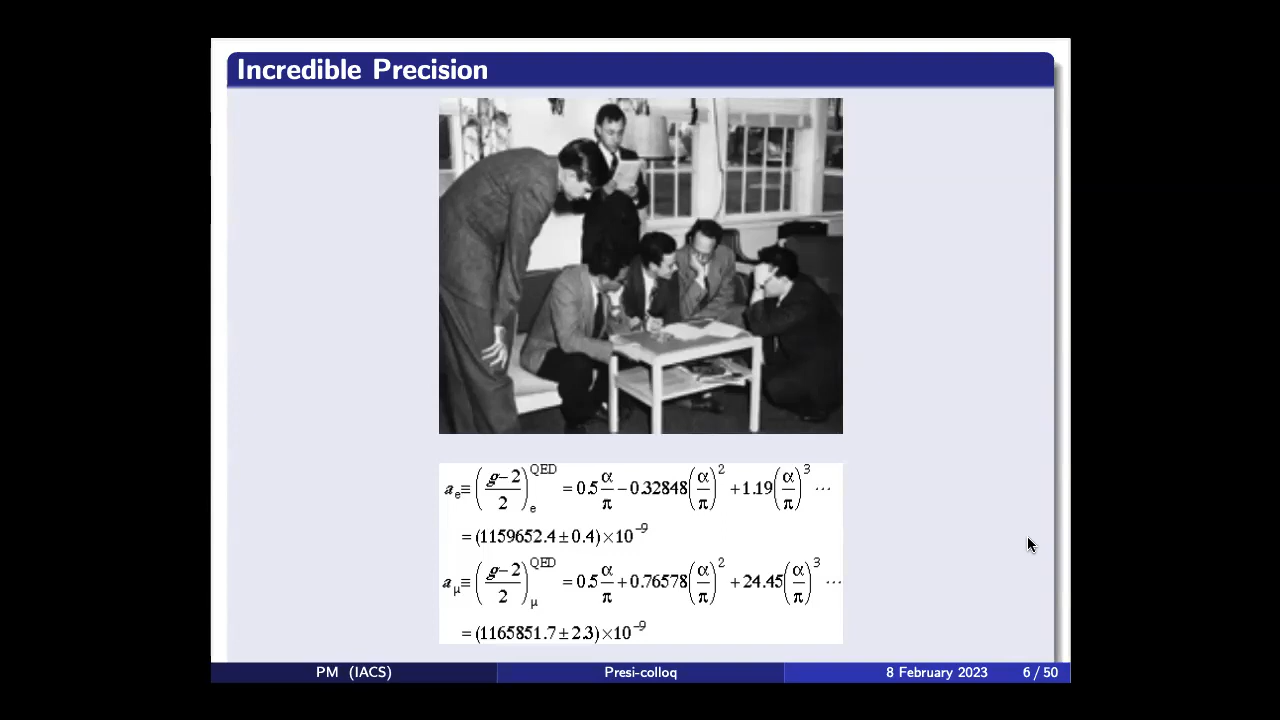 Incredible Precision
a_e ≡ (g−2/2)_e^QED = 0.5 α/π − 0.32848 (α/π)^2 + 1.19 (α/π)^3 ⋯
= (1159652.4 ± 0.4) × 10^−9
a_μ ≡ (g−2/2)_μ^QED = 0.5 α/π + 0.76578 (α/π)^2 + 24.45 (α/π)^3 ⋯
= (1165851.7 ± 2.3) × 10^−9
PM (IACS) Presi-colloq 8 February 2023 6 / 50